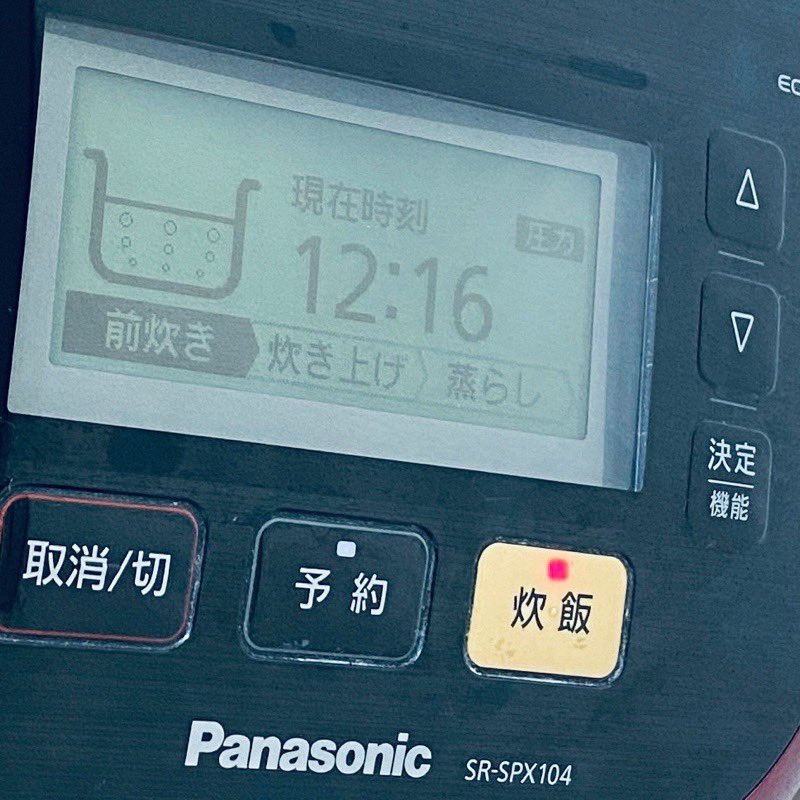 現在時刻
圧力
12:16
前炊き 炊き上げ 蒸らし
決定
機能
取消/切
予約
炊飯
Panasonic SR-SPX104